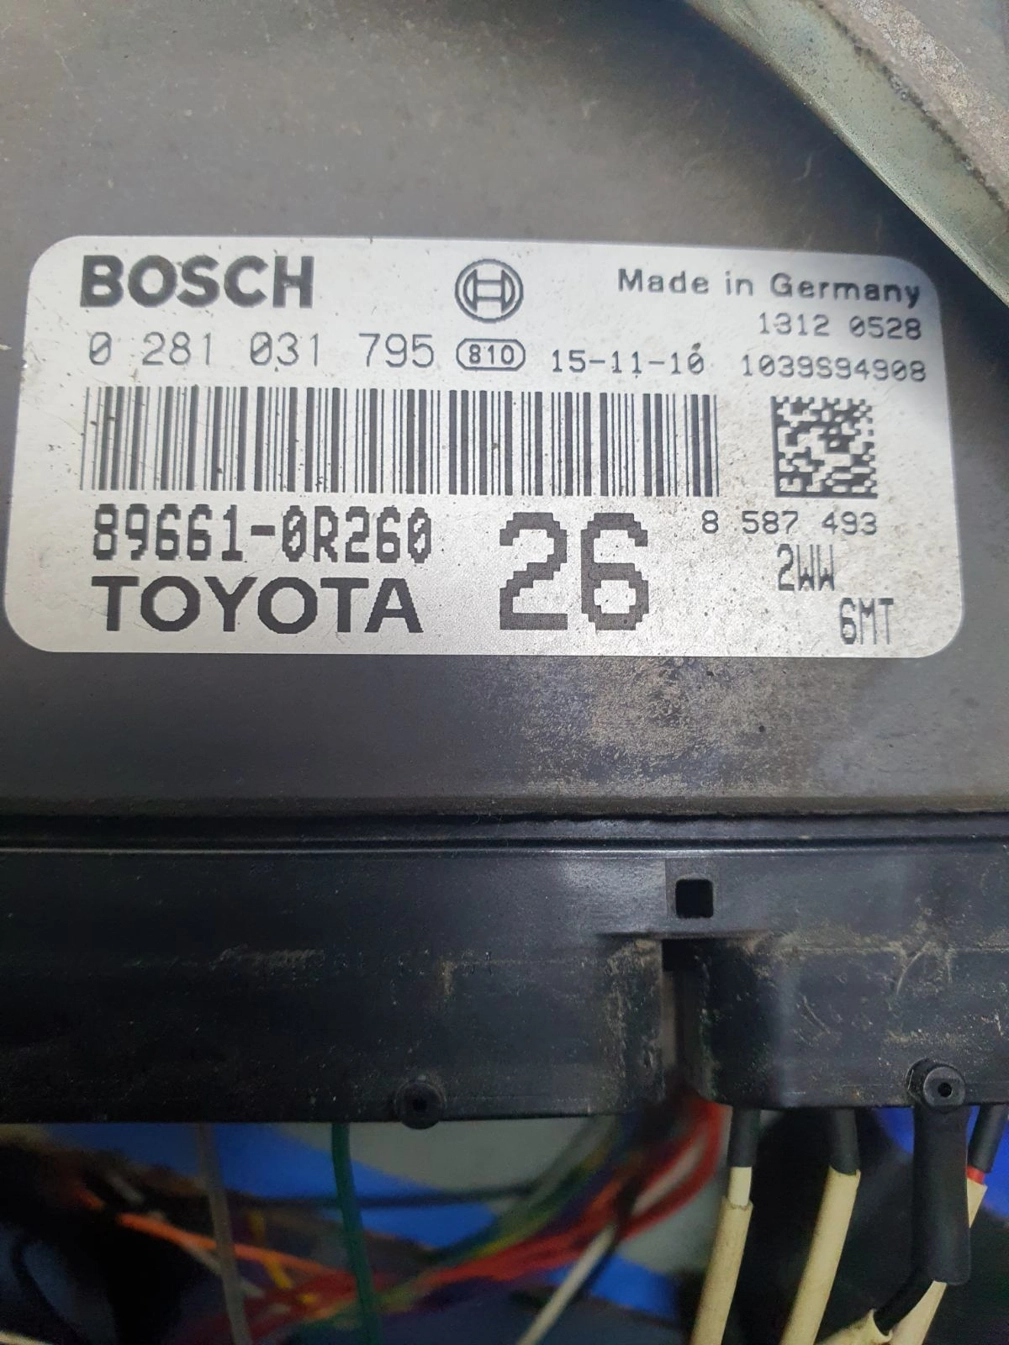 BOSCH
Made in Germany
1312 0528
0 281 031 795 810 15-11-10 1039S94908
89661-0R260
26
8 587 493
2WW
TOYOTA
6MT